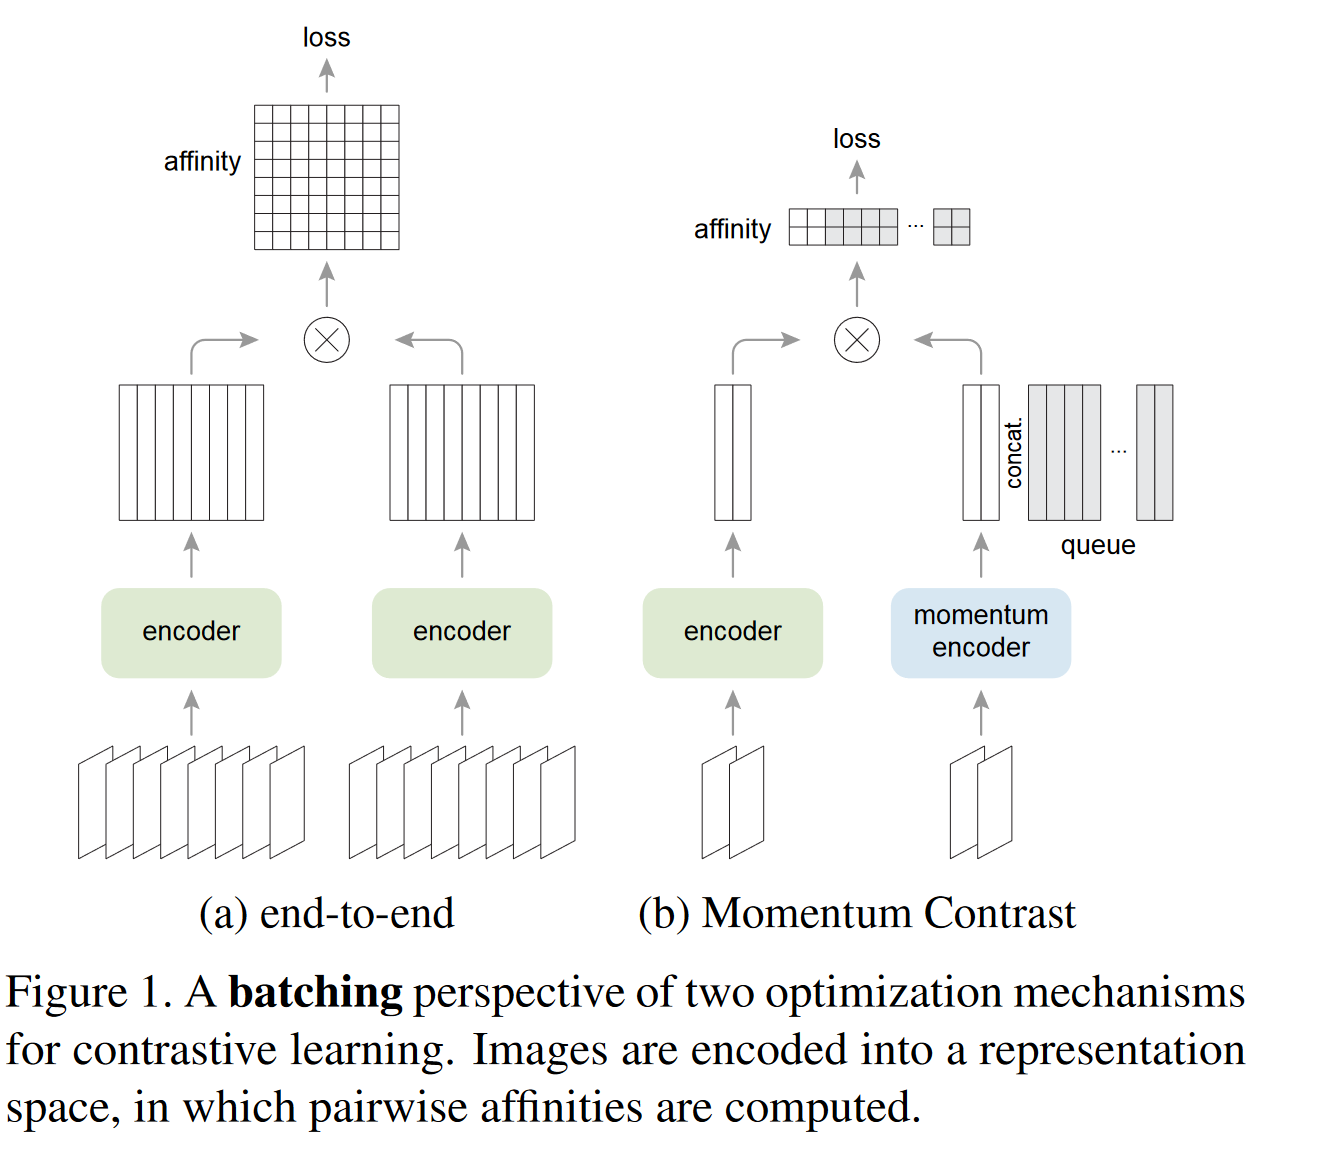 loss
affinity
encoder
encoder
(a) end-to-end
loss
affinity
...
concat.
...
queue
encoder
momentum
encoder
(b) Momentum Contrast
Figure 1. A batching perspective of two optimization mechanisms
for contrastive learning. Images are encoded into a representation
space, in which pairwise affinities are computed.